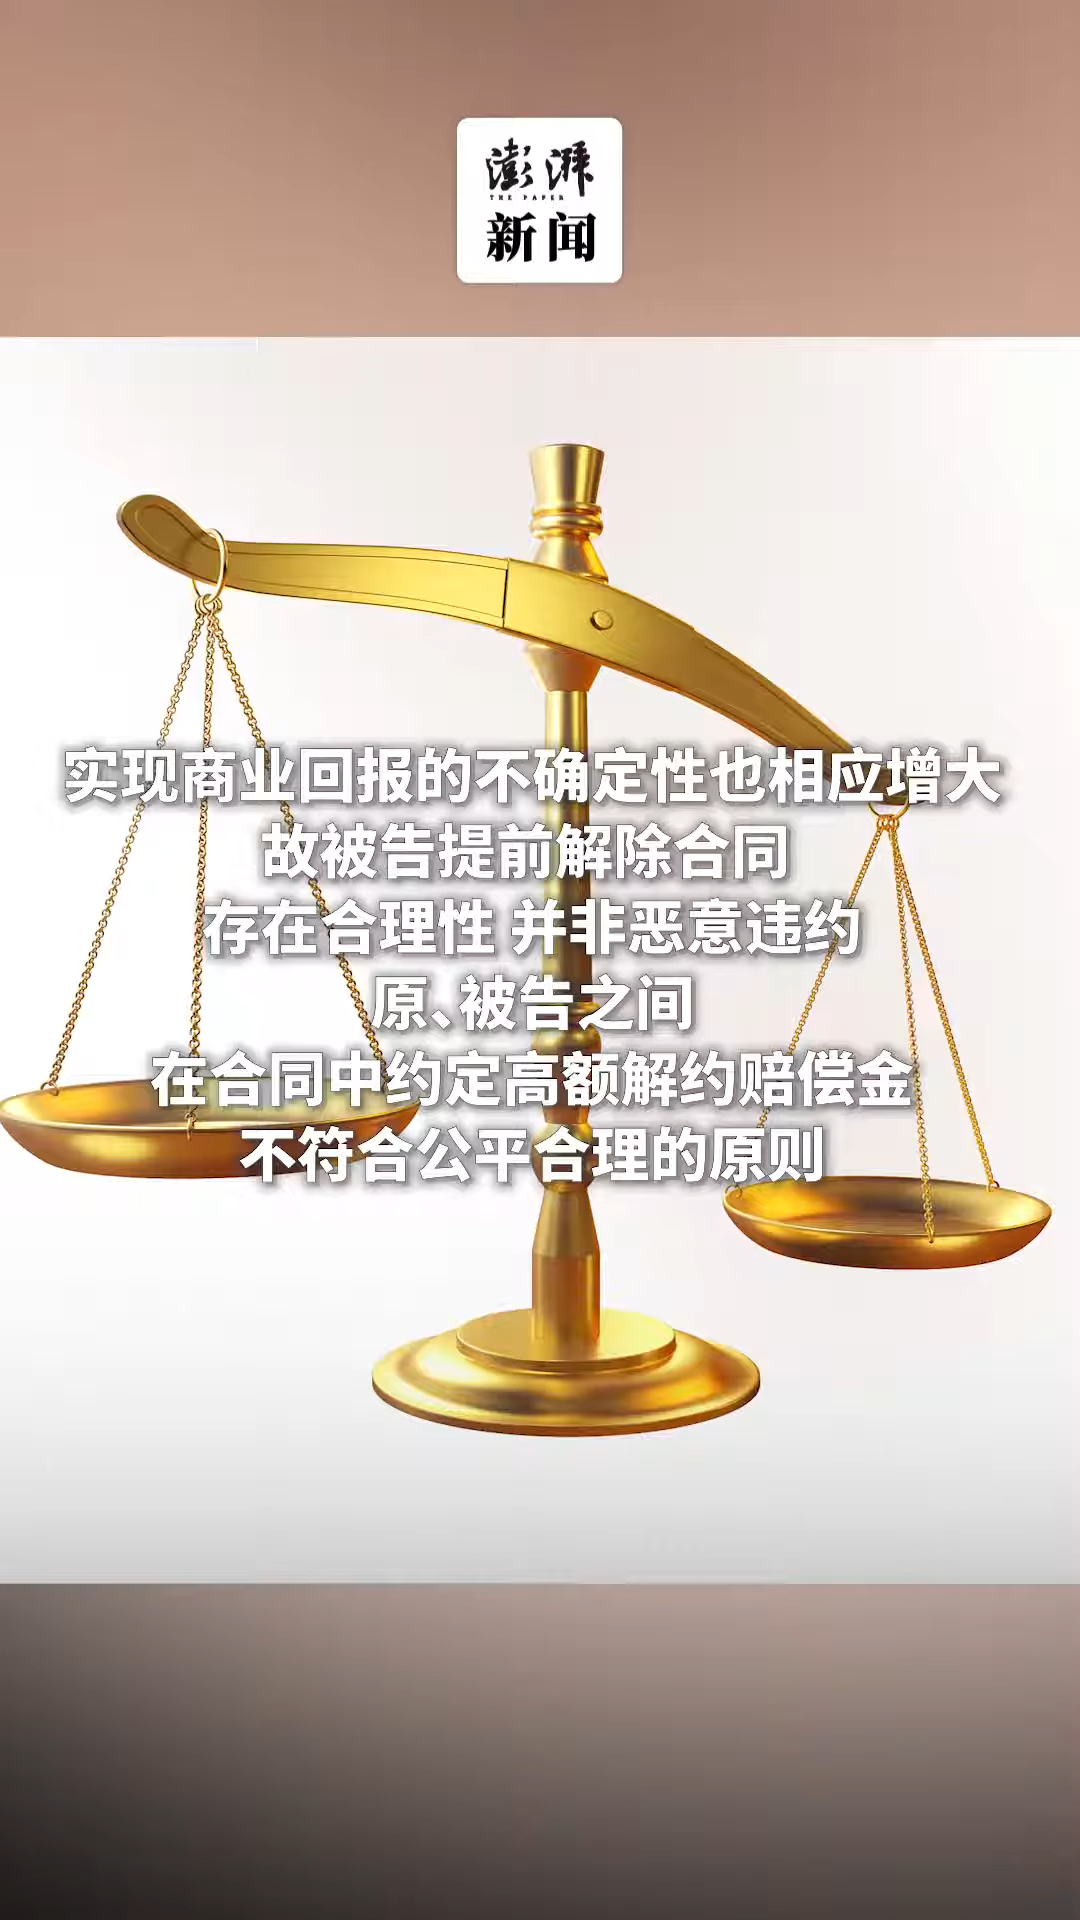 澎湃
THE PAPER
新闻
实现商业回报的不确定性也相应增大
故被告提前解除合同
存在合理性 并非恶意违约
原、被告之间
在合同中约定高额解约赔偿金
不符合公平合理的原则